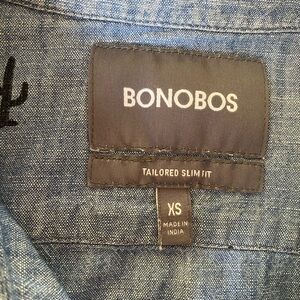 BONOBOS
TAILORED SLIM FIT
XS
MADE IN
INDIA